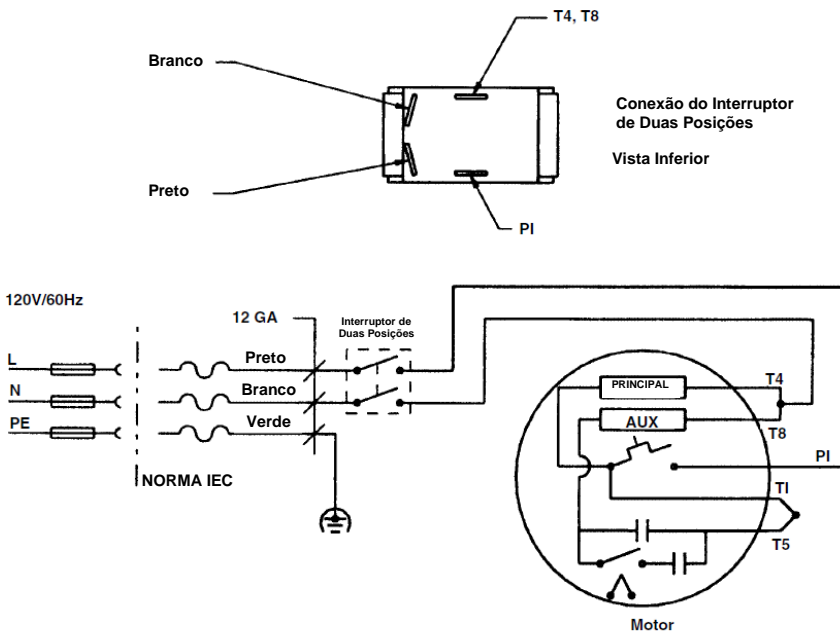 T4, T8
Branco
Conexão do Interruptor
de Duas Posições
Vista Inferior
Preto
PI
120V/60Hz
12 GA
Interruptor de
Duas Posições
L
Preto
N
Branco
PE
Verde
NORMA IEC
PRINCIPAL
T4
AUX
T8
PI
TI
T5
Motor